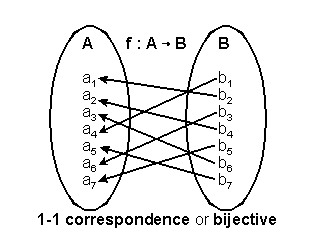 A f : A → B B
a1 b1
a2 b2
a3 b3
a4 b4
a5 b5
a6 b6
a7 b7
1-1 correspondence or bijective